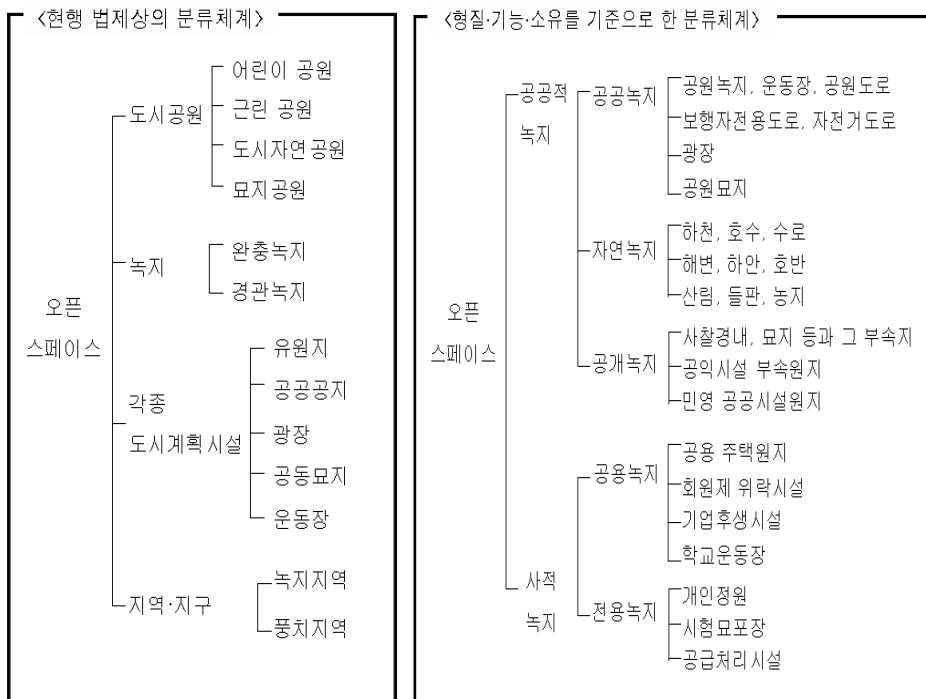 <현행 법제상의 분류체계>
오픈
스페이스
도시공원
어린이 공원
근린 공원
도시자연공원
묘지공원
녹지
완충녹지
경관녹지
각종
도시계획시설
유원지
공공공지
광장
공동묘지
운동장
지역·지구
녹지지역
풍치지역
<형질·기능·소유를 기준으로 한 분류체계>
오픈
스페이스
공공적
녹지
공공녹지
공원녹지, 운동장, 공원도로
보행자전용도로, 자전거도로
광장
공원묘지
자연녹지
하천, 호수, 수로
해변, 하안, 호반
산림, 들판, 농지
공개녹지
사찰경내, 묘지 등과 그 부속지
공익시설 부속원지
민영 공공시설원지
사적
녹지
공용녹지
공용 주택원지
회원제 위락시설
기업후생시설
학교운동장
전용녹지
개인정원
시험묘포장
공급처리시설